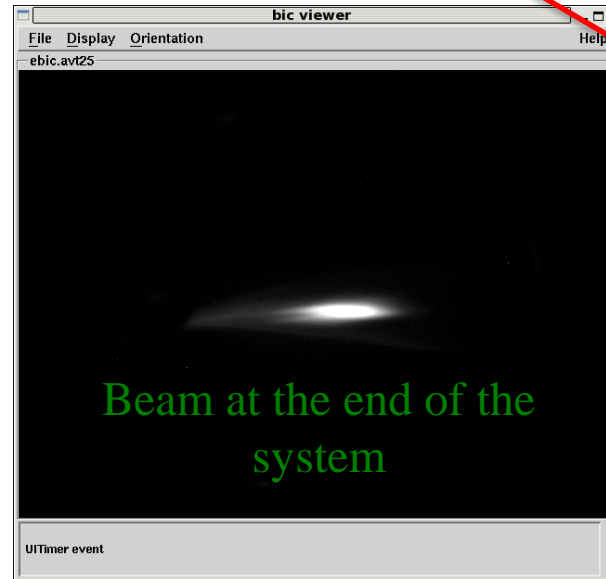 bic viewer
File Display Orientation Help
ebic.avt25
Beam at the end of the
system
UITimer event